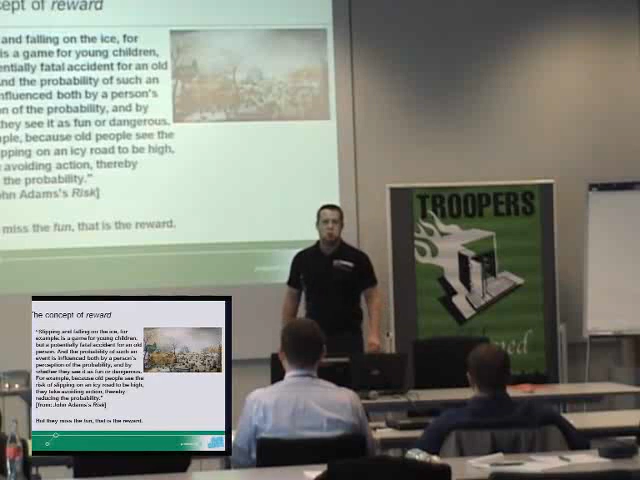 cept of reward
and falling on the ice, for
is a game for young children,
entially fatal accident for an old
And the probability of such an
influenced both by a person's
on of the probability, and by
they see it as fun or dangerous.
ple, because old people see the
ipping on an icy road to be high,
avoiding action, thereby
the probability."
ohn Adams's Risk]
miss the fun, that is the reward.
TROOPERS
ned
The concept of reward
"Slipping and falling on the ice, for
example, is a game for young children,
but a potentially fatal accident for an old
person. And the probability of such an
event is influenced both by a person's
perception of the probability, and by
whether they see it as fun or dangerous.
For example, because old people see the
risk of slipping on an icy road to be high,
they take avoiding action, thereby
reducing the probability."
[from: John Adams's Risk]
But they miss the fun, that is the reward.